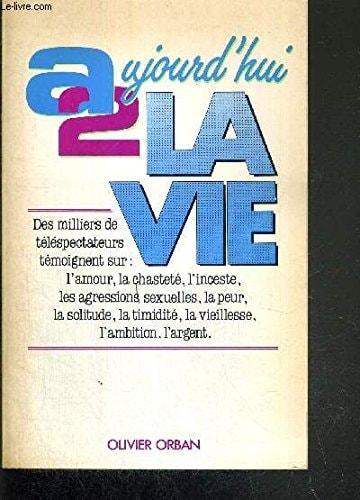 Le-livre.com
aujourd'hui
2 LA
VIE
Des milliers de
téléspectateurs
témoignent sur :
l'amour, la chasteté, l'inceste,
les agressions sexuelles, la peur,
la solitude, la timidité, la vieillesse,
l'ambition. l'argent.
OLIVIER ORBAN